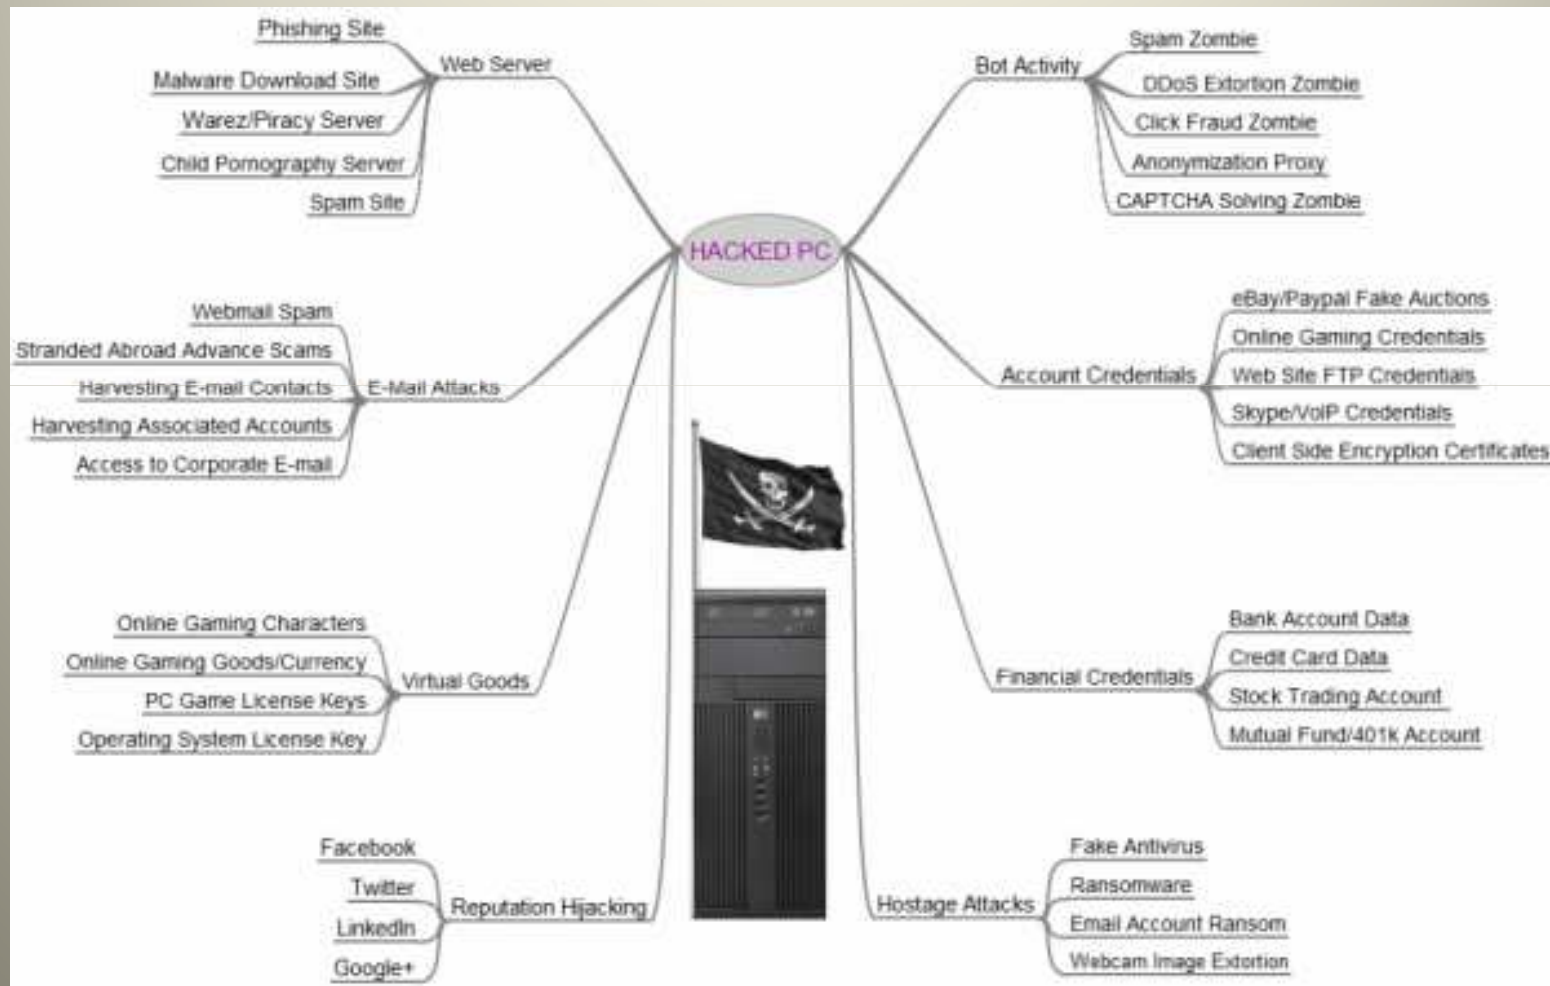 Phishing Site
Malware Download Site
Warez/Piracy Server
Child Pornography Server
Spam Site
Web Server
Webmail Spam
Stranded Abroad Advance Scams
Harvesting E-mail Contacts
Harvesting Associated Accounts
Access to Corporate E-mail
E-Mail Attacks
Online Gaming Characters
Online Gaming Goods/Currency
PC Game License Keys
Operating System License Key
Virtual Goods
Facebook
Twitter
LinkedIn
Google+
Reputation Hijacking
HACKED PC
Bot Activity
Spam Zombie
DDoS Extortion Zombie
Click Fraud Zombie
Anonymization Proxy
CAPTCHA Solving Zombie
Account Credentials
eBay/Paypal Fake Auctions
Online Gaming Credentials
Web Site FTP Credentials
Skype/VoIP Credentials
Client Side Encryption Certificates
Financial Credentials
Bank Account Data
Credit Card Data
Stock Trading Account
Mutual Fund/401k Account
Hostage Attacks
Fake Antivirus
Ransomware
Email Account Ransom
Webcam Image Extortion